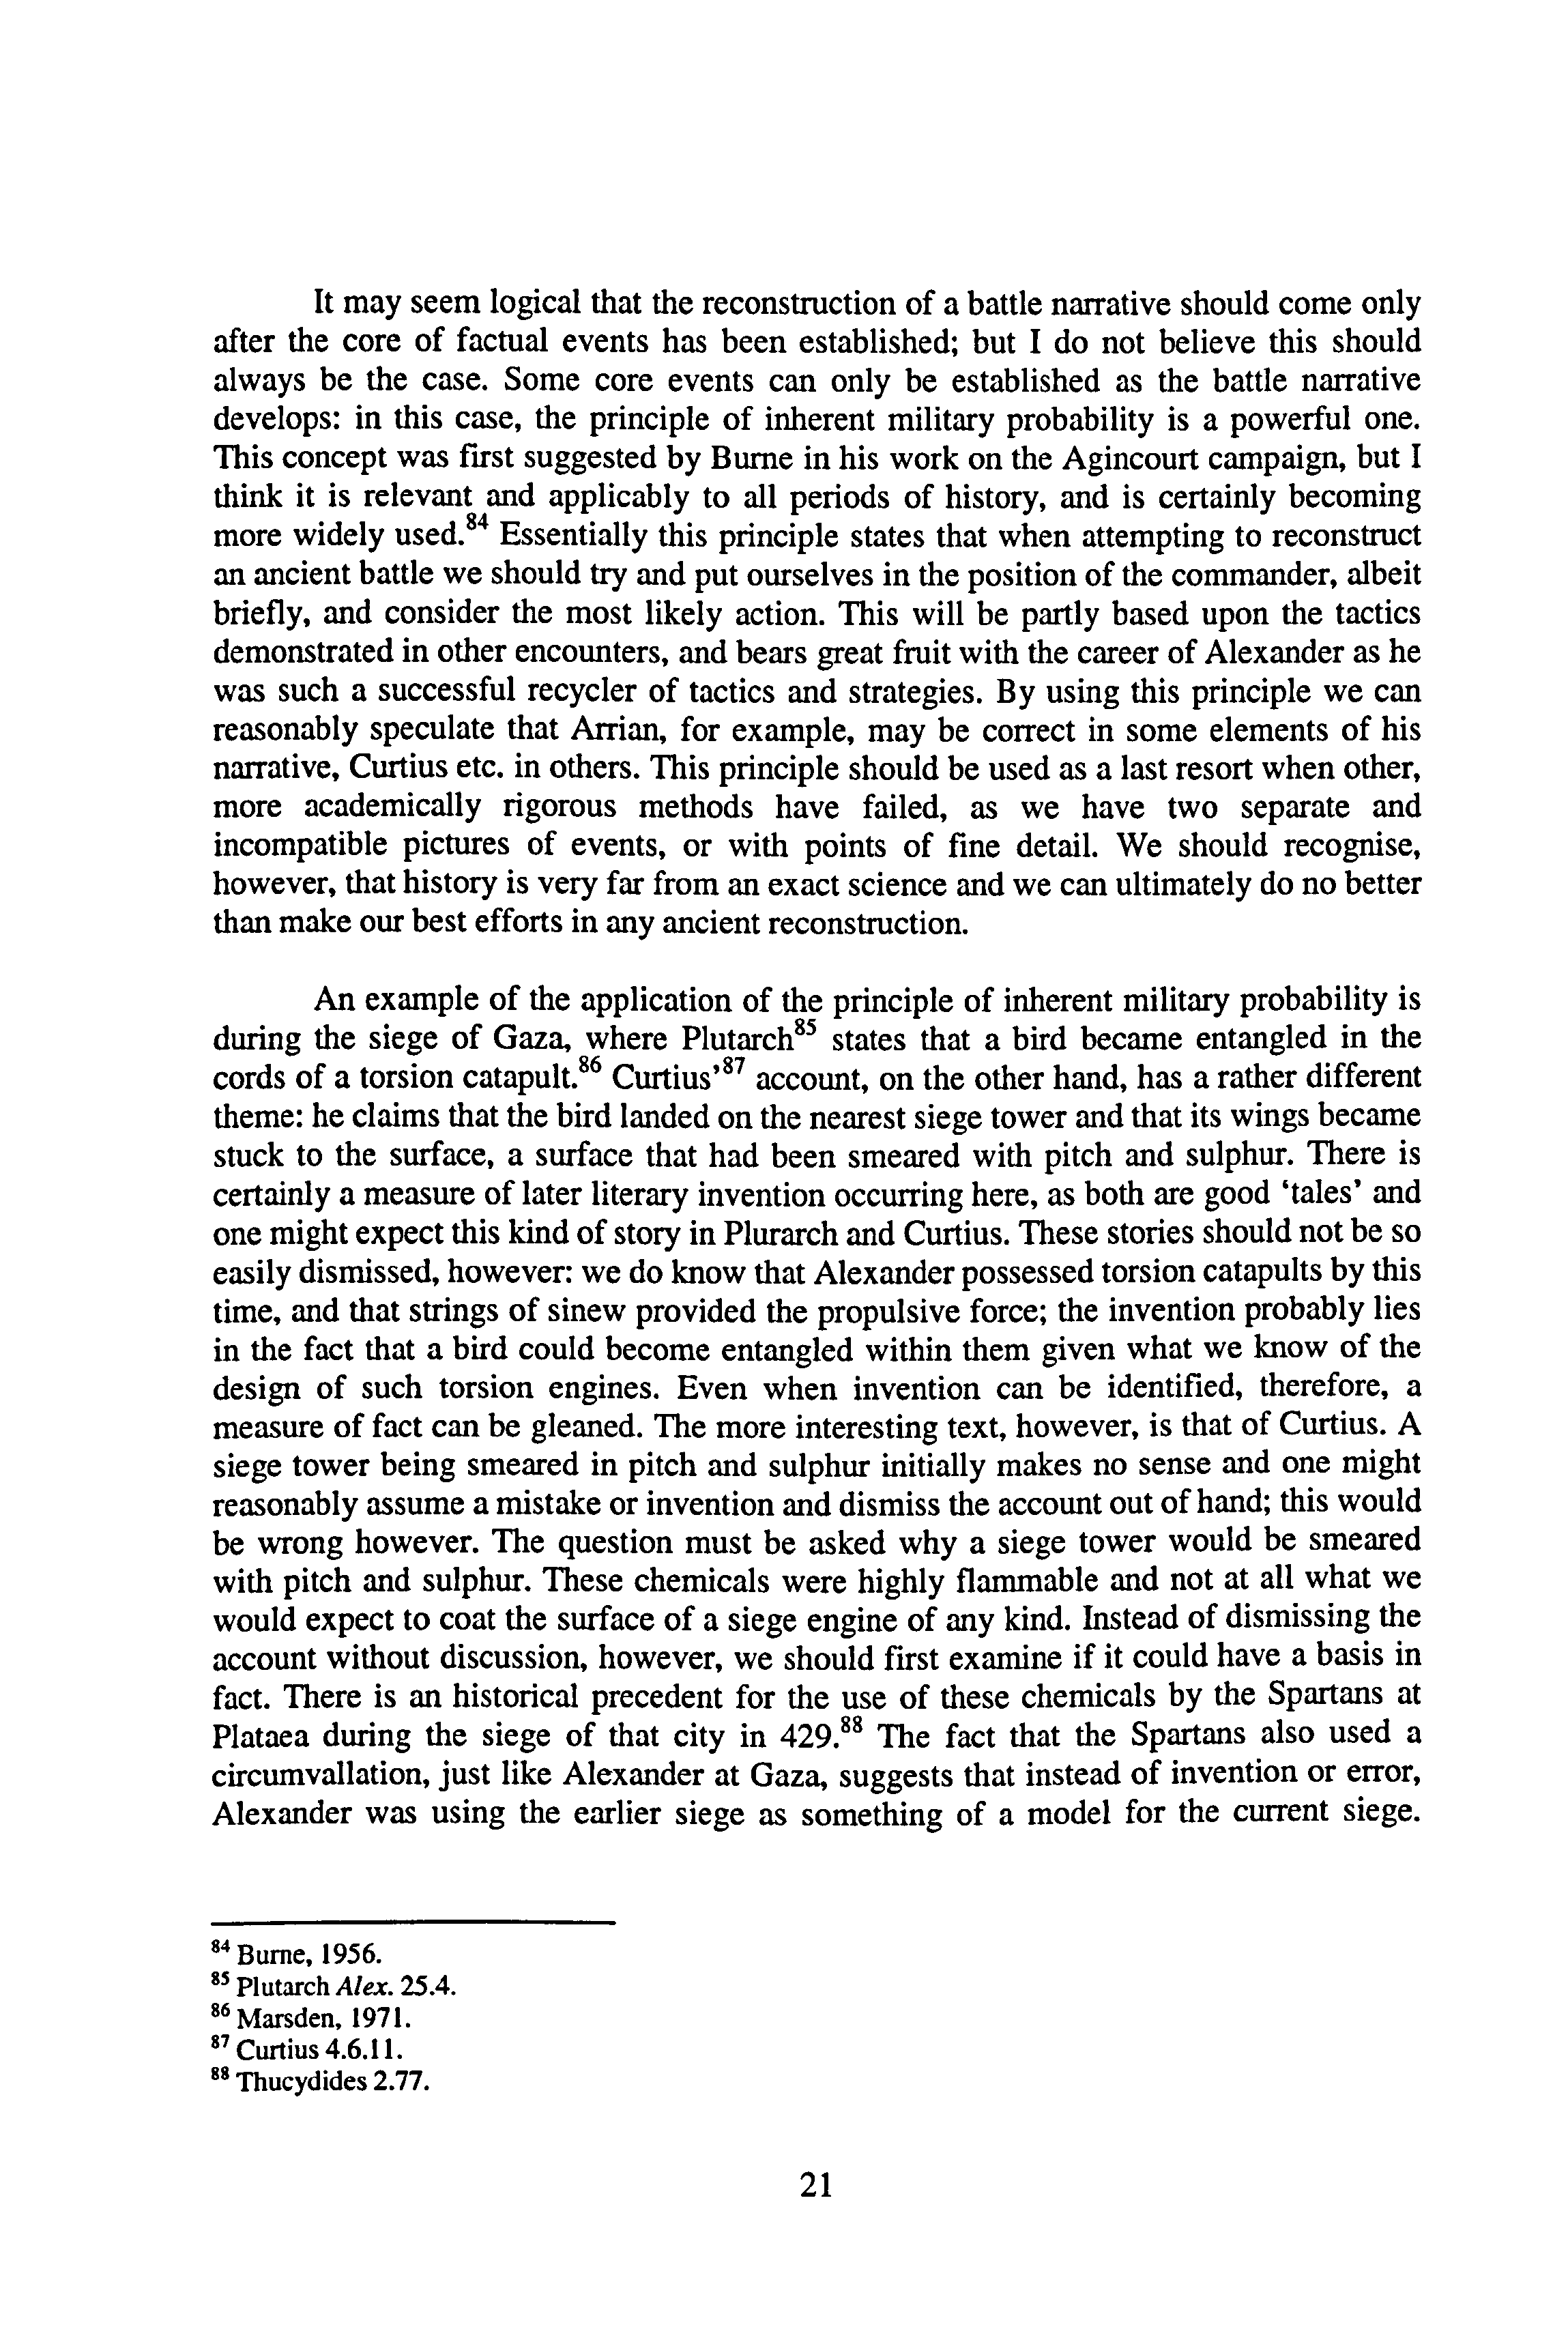 It may seem logical that the reconstruction of a battle narrative should come only
after the core of factual events has been established; but I do not believe this should
always be the case. Some core events can only be established as the battle narrative
develops: in this case, the principle of inherent military probability is a powerful one.
This concept was first suggested by Burne in his work on the Agincourt campaign, but I
think it is relevant and applicably to all periods of history, and is certainly becoming
more widely used.⁸⁴ Essentially this principle states that when attempting to reconstruct
an ancient battle we should try and put ourselves in the position of the commander, albeit
briefly, and consider the most likely action. This will be partly based upon the tactics
demonstrated in other encounters, and bears great fruit with the career of Alexander as he
was such a successful recycler of tactics and strategies. By using this principle we can
reasonably speculate that Arrian, for example, may be correct in some elements of his
narrative, Curtius etc. in others. This principle should be used as a last resort when other,
more academically rigorous methods have failed, as we have two separate and
incompatible pictures of events, or with points of fine detail. We should recognise,
however, that history is very far from an exact science and we can ultimately do no better
than make our best efforts in any ancient reconstruction.
An example of the application of the principle of inherent military probability is
during the siege of Gaza, where Plutarch⁸⁵ states that a bird became entangled in the
cords of a torsion catapult.⁸⁶ Curtius’⁸⁷ account, on the other hand, has a rather different
theme: he claims that the bird landed on the nearest siege tower and that its wings became
stuck to the surface, a surface that had been smeared with pitch and sulphur. There is
certainly a measure of later literary invention occurring here, as both are good ‘tales’ and
one might expect this kind of story in Plurarch and Curtius. These stories should not be so
easily dismissed, however: we do know that Alexander possessed torsion catapults by this
time, and that strings of sinew provided the propulsive force; the invention probably lies
in the fact that a bird could become entangled within them given what we know of the
design of such torsion engines. Even when invention can be identified, therefore, a
measure of fact can be gleaned. The more interesting text, however, is that of Curtius. A
siege tower being smeared in pitch and sulphur initially makes no sense and one might
reasonably assume a mistake or invention and dismiss the account out of hand; this would
be wrong however. The question must be asked why a siege tower would be smeared
with pitch and sulphur. These chemicals were highly flammable and not at all what we
would expect to coat the surface of a siege engine of any kind. Instead of dismissing the
account without discussion, however, we should first examine if it could have a basis in
fact. There is an historical precedent for the use of these chemicals by the Spartans at
Plataea during the siege of that city in 429.⁸⁸ The fact that the Spartans also used a
circumvallation, just like Alexander at Gaza, suggests that instead of invention or error,
Alexander was using the earlier siege as something of a model for the current siege.
⁸⁴ Burne, 1956.
⁸⁵ Plutarch Alex. 25.4.
⁸⁶ Marsden, 1971.
⁸⁷ Curtius 4.6.11.
⁸⁸ Thucydides 2.77.
21